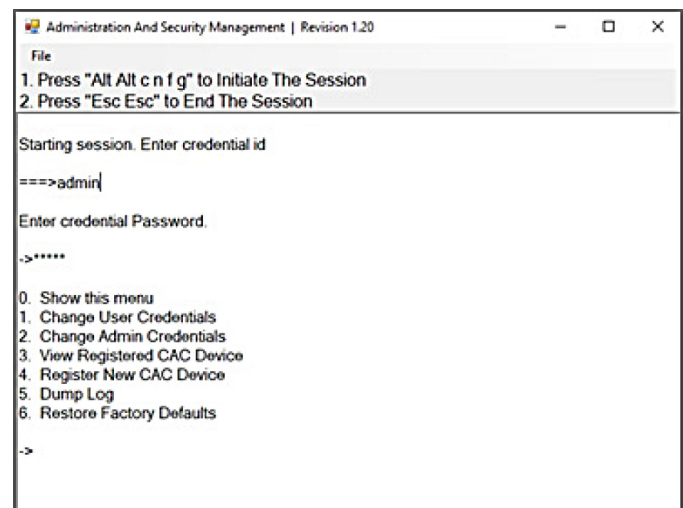 Administration And Security Management | Revision 1.20
File
1. Press "Alt Alt c n f g" to Initiate The Session
2. Press "Esc Esc" to End The Session
Starting session. Enter credential id
===>admin
Enter credential Password.
->*****
0. Show this menu
1. Change User Credentials
2. Change Admin Credentials
3. View Registered CAC Device
4. Register New CAC Device
5. Dump Log
6. Restore Factory Defaults
->